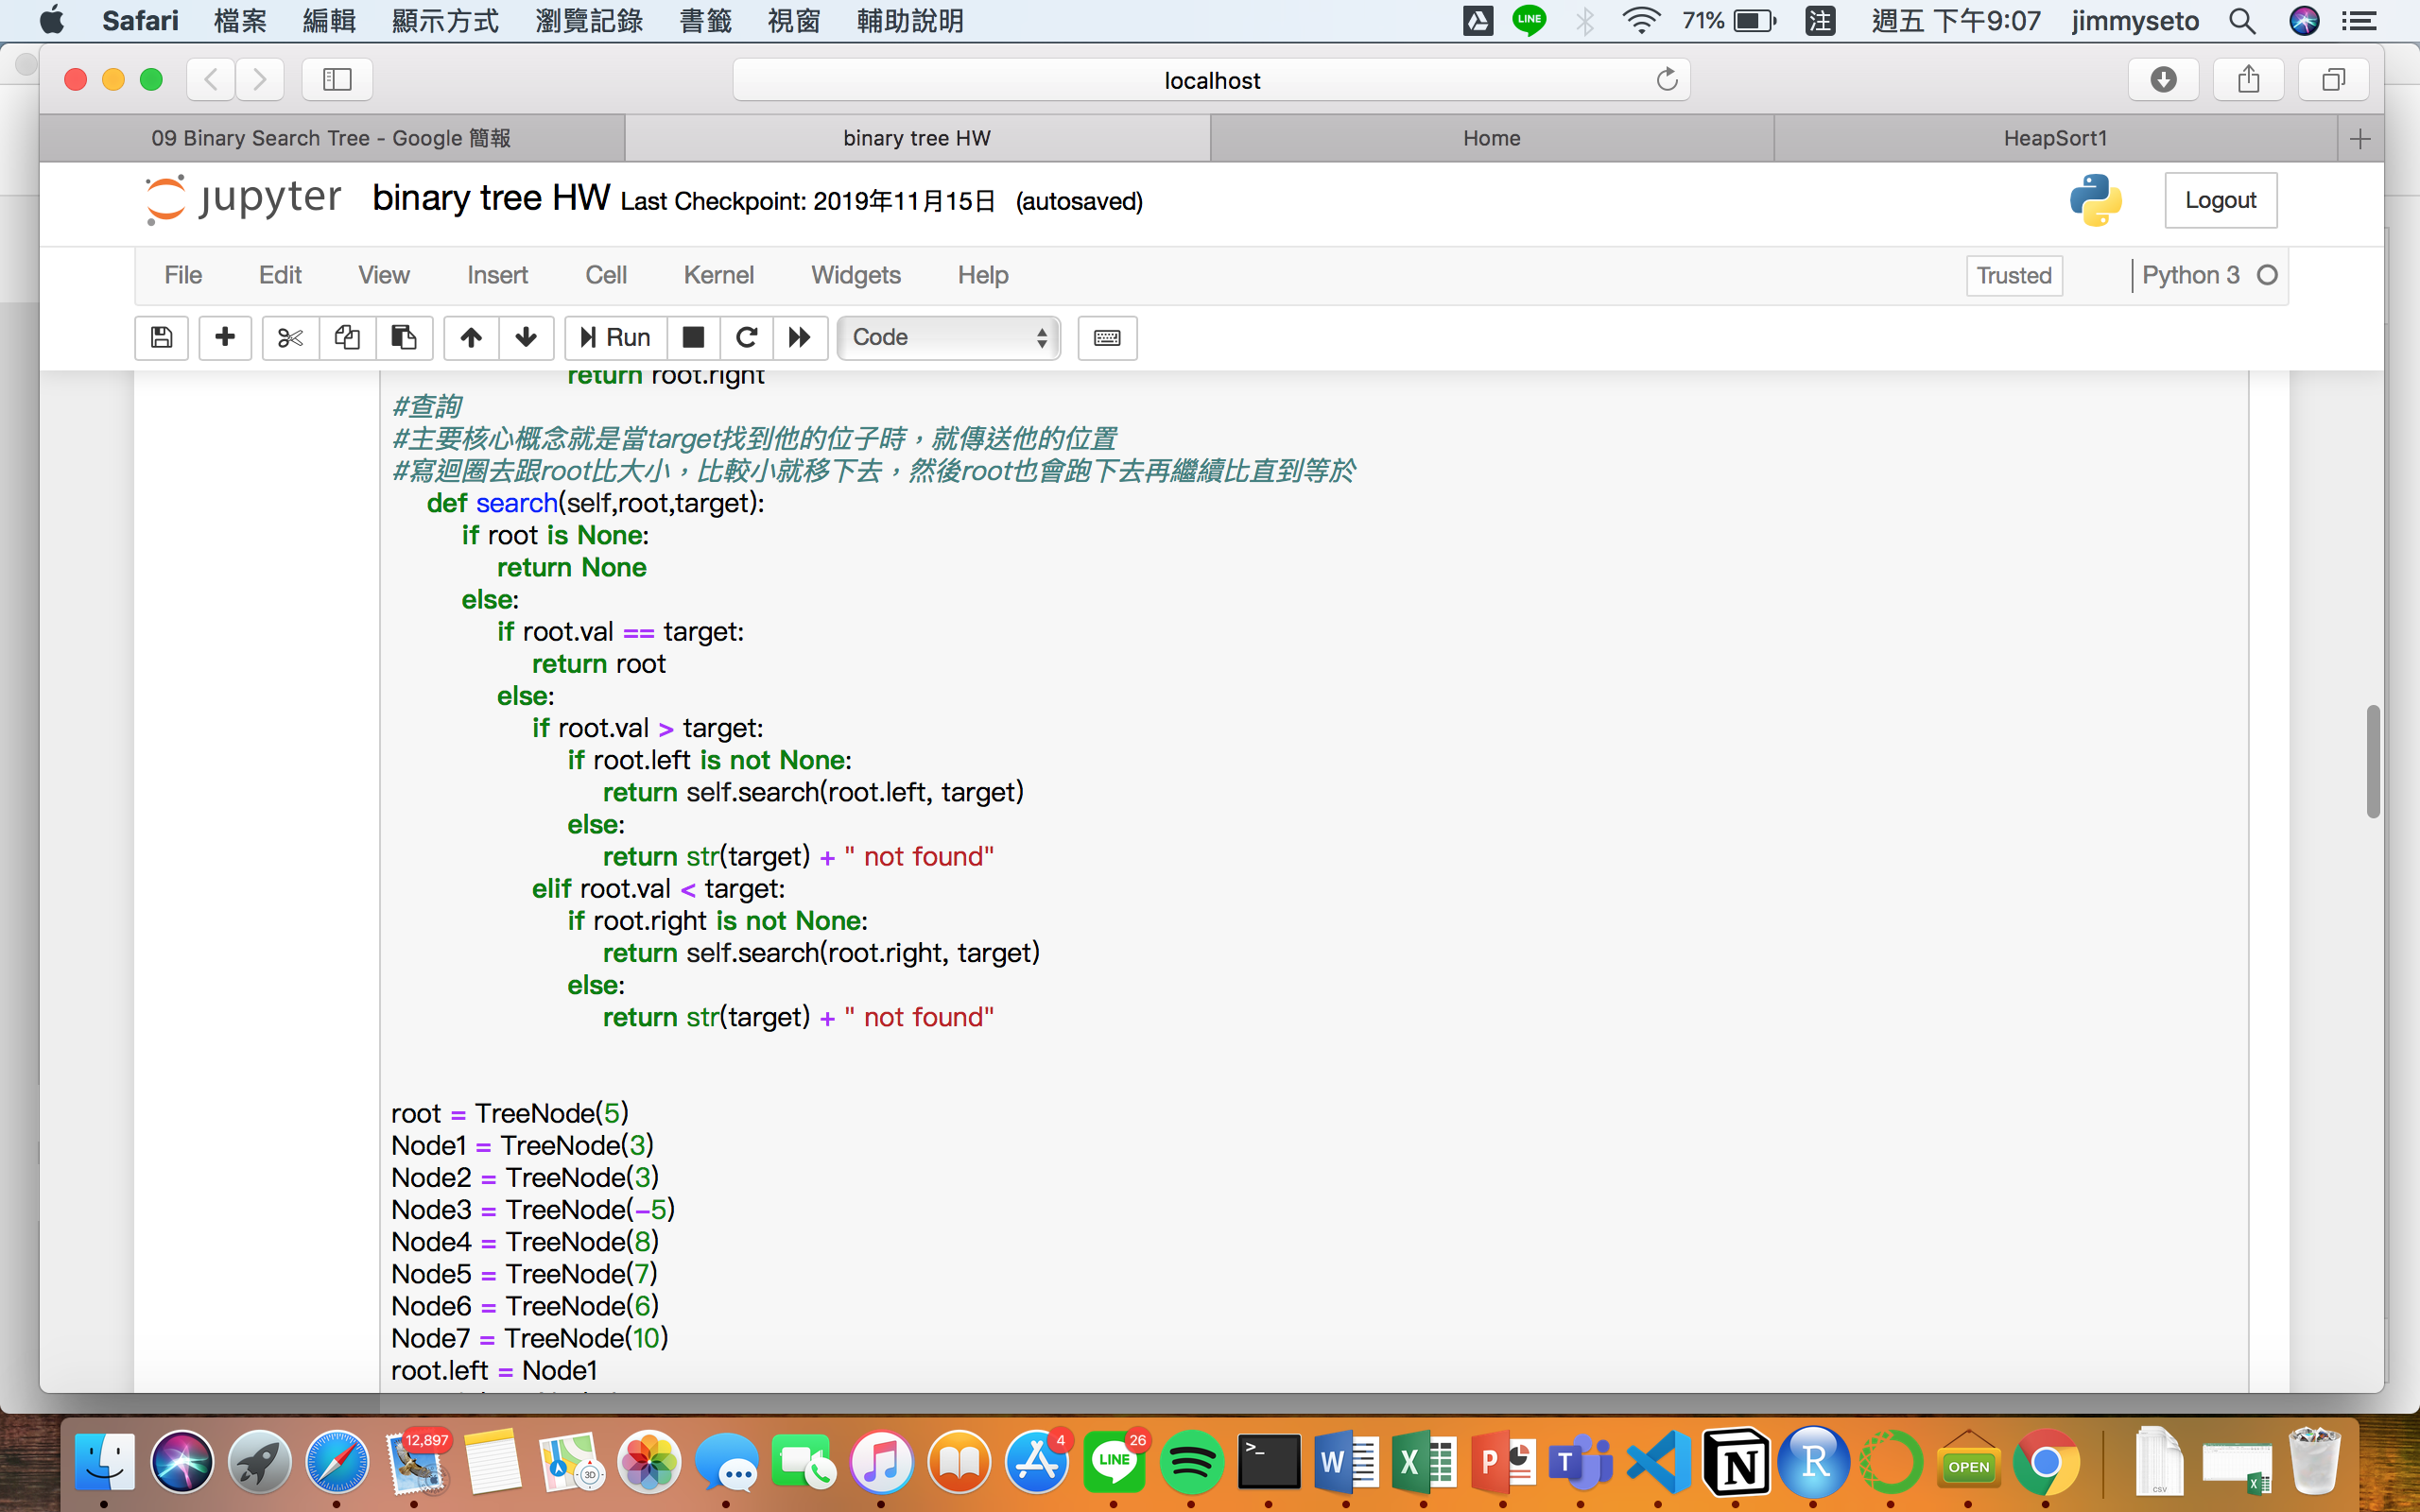 Safari 檔案 編輯 顯示方式 瀏覽記錄 書籤 視窗 輔助說明 LINE 71% 注 週五 下午9:07 jimmyseto
localhost
09 Binary Search Tree - Google 簡報 binary tree HW Home HeapSort1
jupyter binary tree HW Last Checkpoint: 2019年11月15日 (autosaved) Logout
File Edit View Insert Cell Kernel Widgets Help Trusted Python 3
Run Code
return root.right
#查詢
#主要核心概念就是當target找到他的位子時，就傳送他的位置
#寫迴圈去跟root比大小，比較小就移下去，然後root也會跑下去再繼續比直到等於
def search(self,root,target):
if root is None:
return None
else:
if root.val == target:
return root
else:
if root.val > target:
if root.left is not None:
return self.search(root.left, target)
else:
return str(target) + " not found"
elif root.val < target:
if root.right is not None:
return self.search(root.right, target)
else:
return str(target) + " not found"
root = TreeNode(5)
Node1 = TreeNode(3)
Node2 = TreeNode(3)
Node3 = TreeNode(-5)
Node4 = TreeNode(8)
Node5 = TreeNode(7)
Node6 = TreeNode(6)
Node7 = TreeNode(10)
root.left = Node1
12,897 3D 4 LINE 26 >_ W X P T N R OPEN CSV X